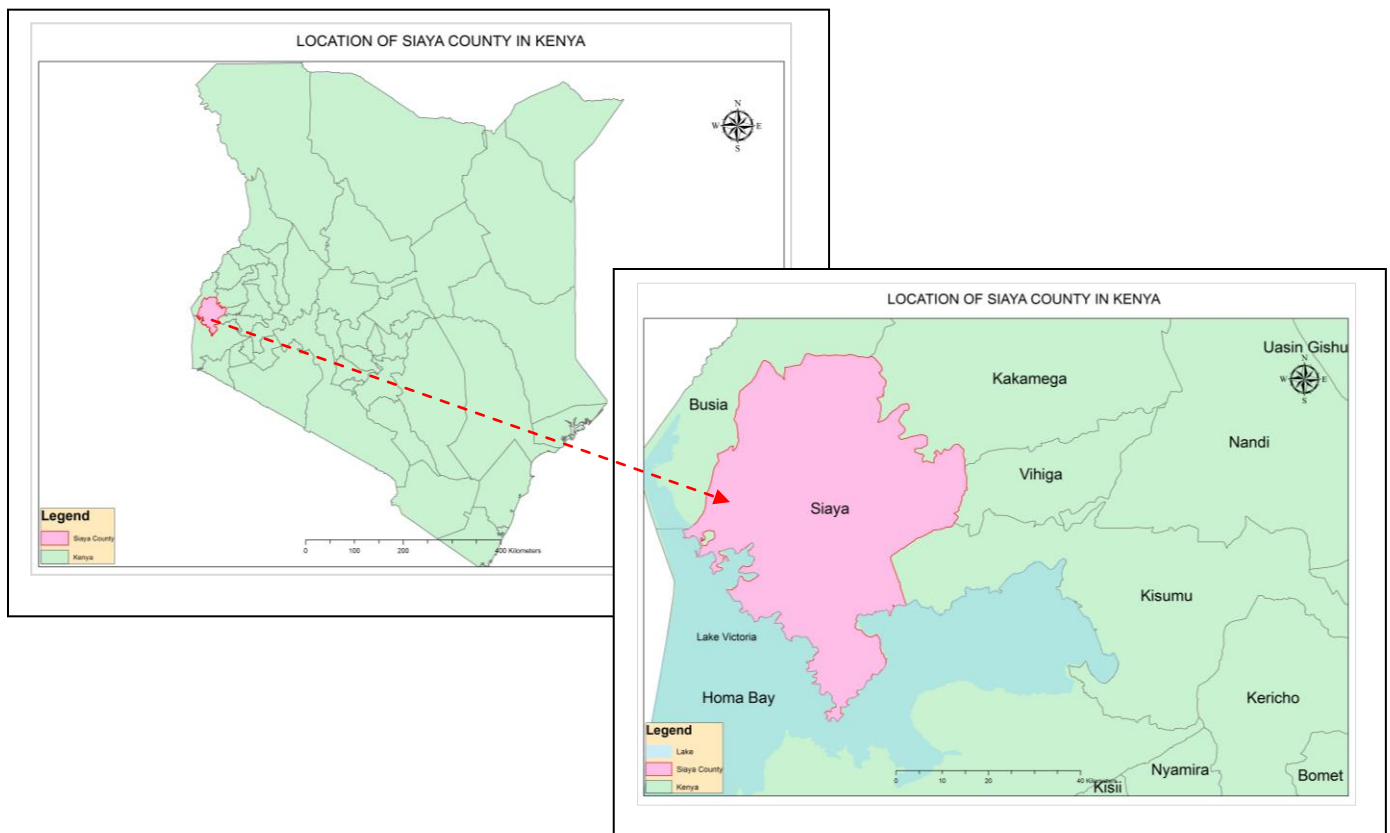 LOCATION OF SIAYA COUNTY IN KENYA
N
W E
S
Legend
Siaya County
Kenya
0 100 200 400 Kilometers
LOCATION OF SIAYA COUNTY IN KENYA
Uasin Gishu
N
W E
S
Kakamega
Busia
Nandi
Vihiga
Siaya
Kisumu
Lake Victoria
Homa Bay
Kericho
Legend
Lake
Siaya County
Kenya
0 10 20 40 Kilometers
Nyamira
Bomet
Kisii